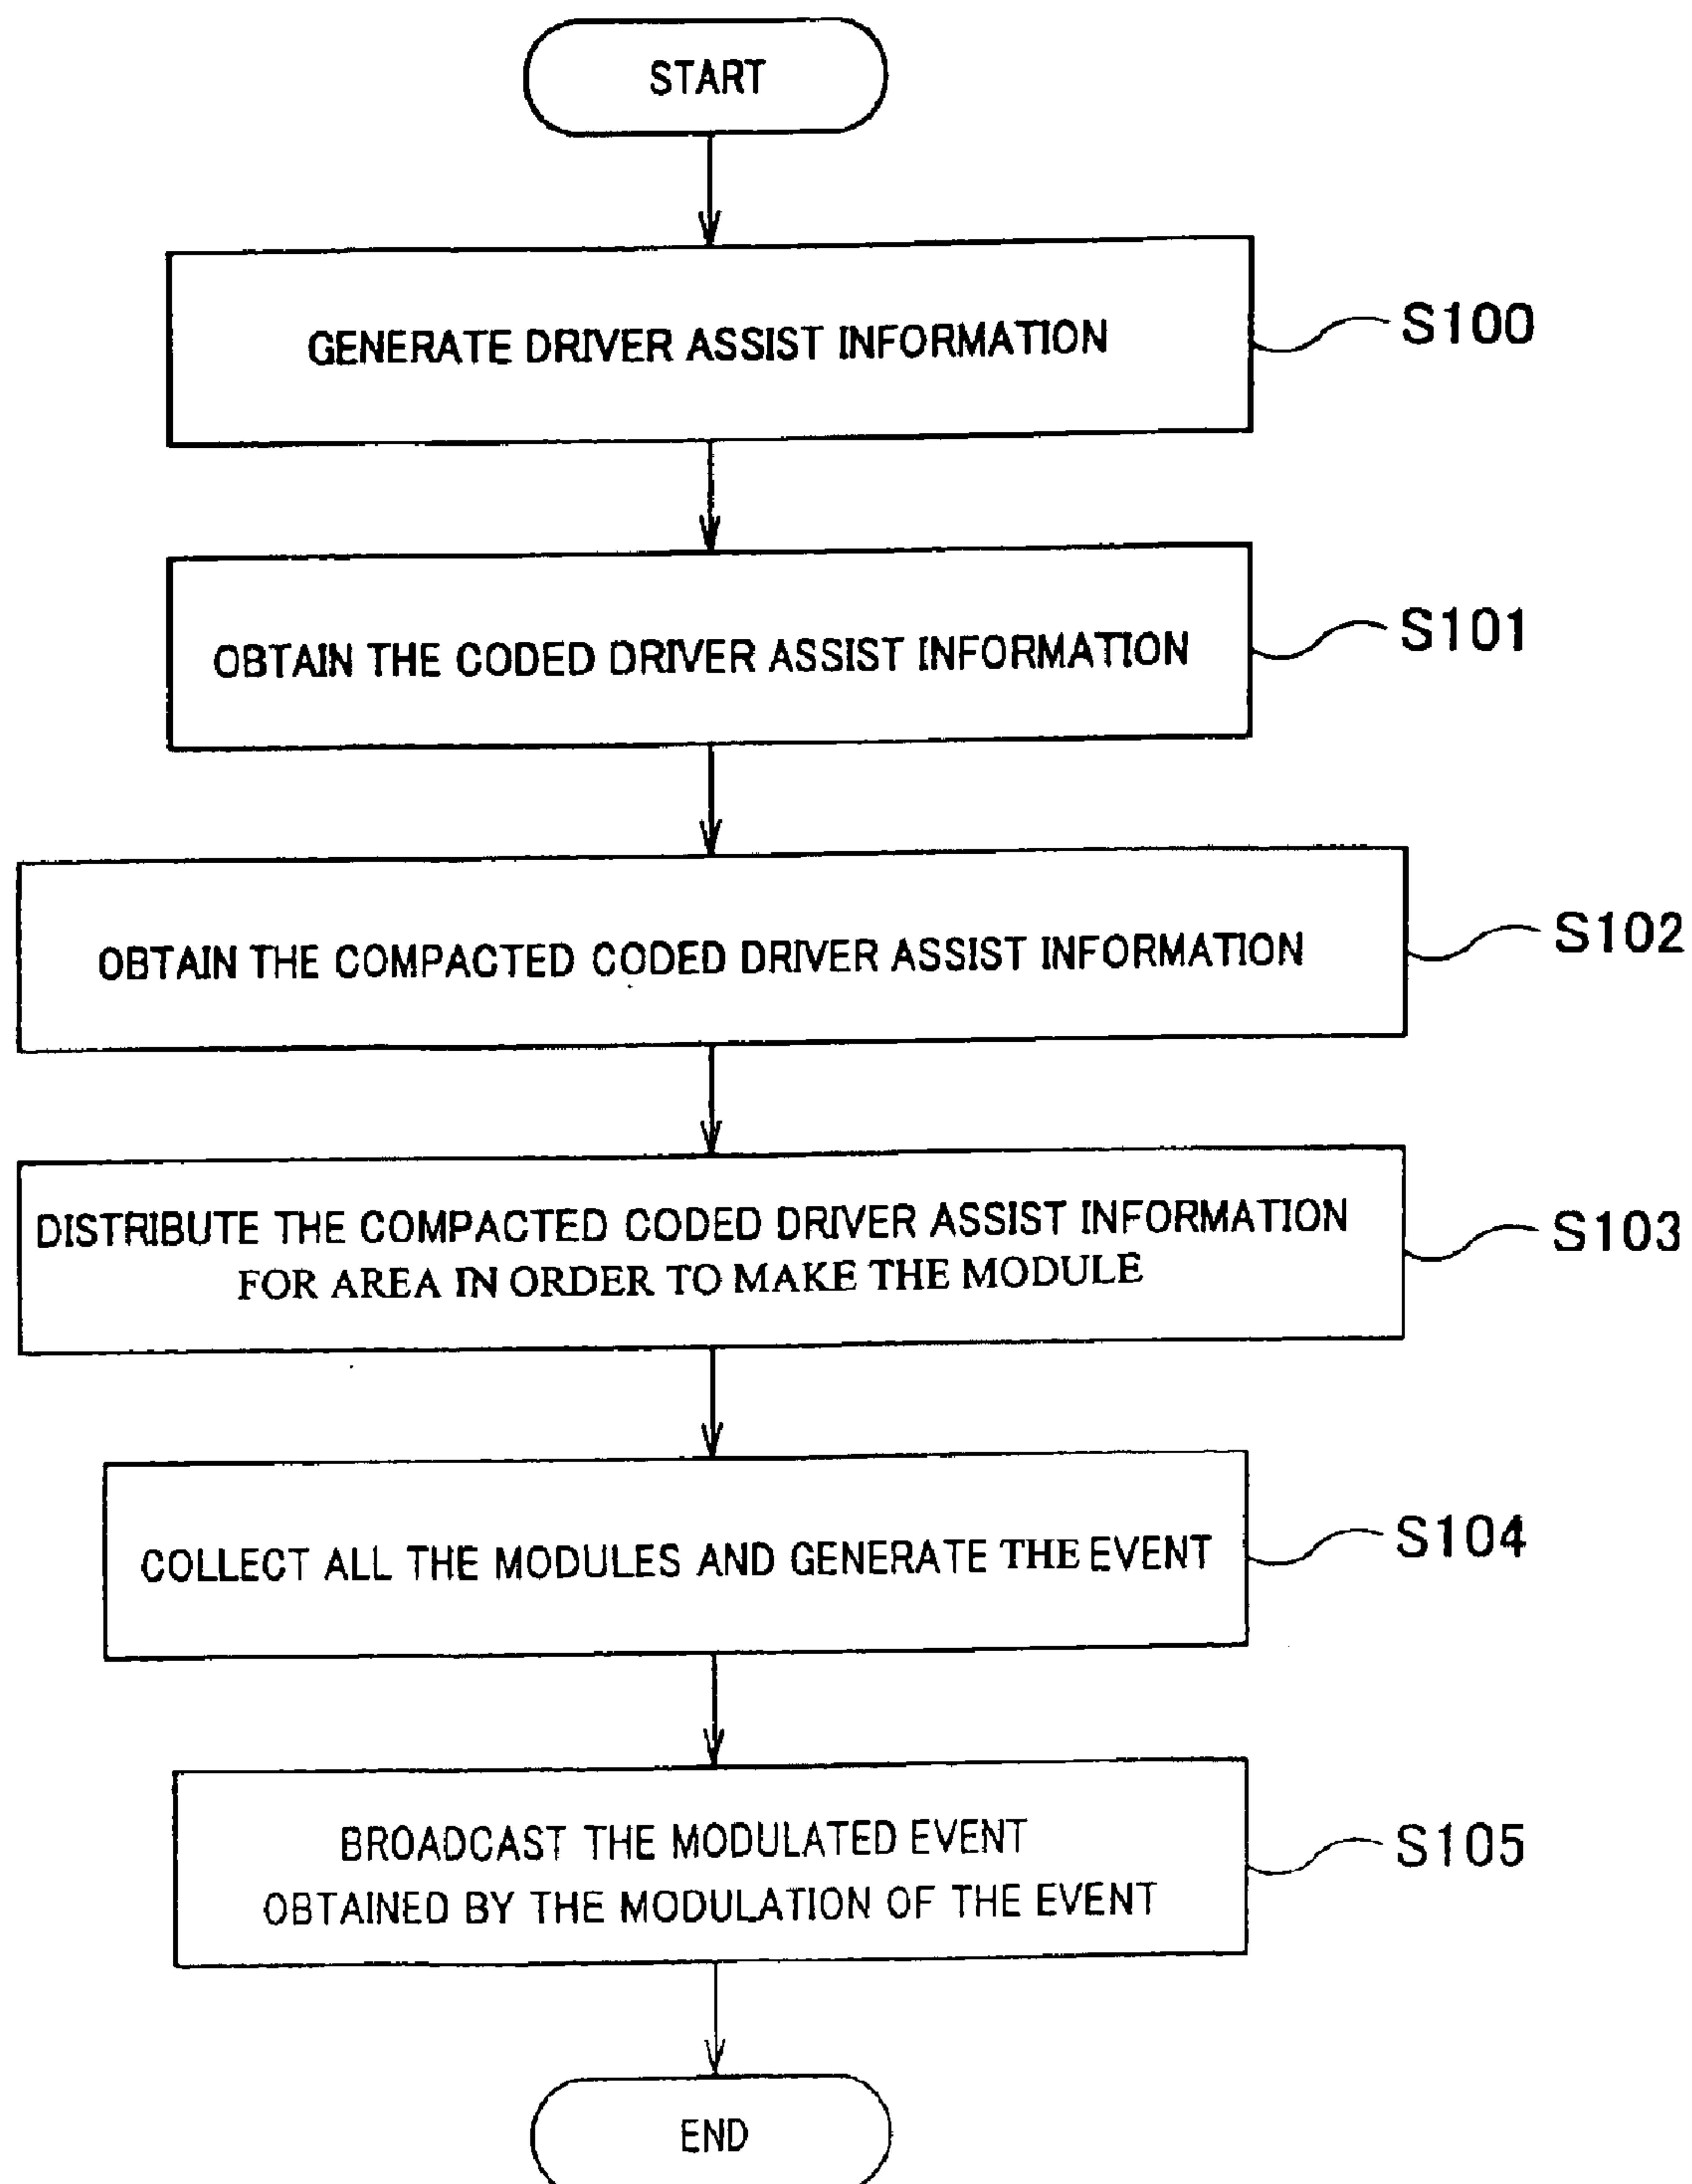 START
GENERATE DRIVER ASSIST INFORMATION
S100
OBTAIN THE CODED DRIVER ASSIST INFORMATION
S101
OBTAIN THE COMPACTED CODED DRIVER ASSIST INFORMATION
S102
DISTRIBUTE THE COMPACTED CODED DRIVER ASSIST INFORMATION
FOR AREA IN ORDER TO MAKE THE MODULE
S103
COLLECT ALL THE MODULES AND GENERATE THE EVENT
S104
BROADCAST THE MODULATED EVENT
OBTAINED BY THE MODULATION OF THE EVENT
S105
END